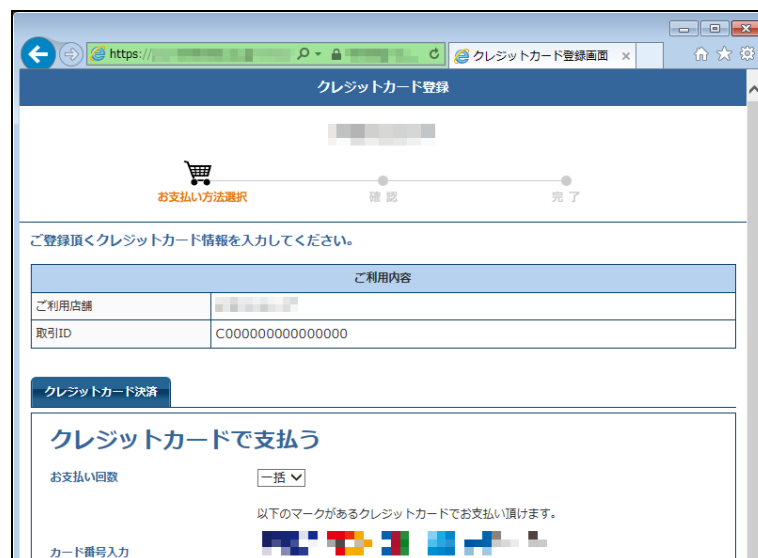 https://
クレジットカード登録画面
クレジットカード登録
お支払い方法選択
確認
完了
ご登録頂くクレジットカード情報を入力してください。
ご利用内容
ご利用店舗
取引ID
C000000000000000
クレジットカード決済
クレジットカードで支払う
お支払い回数
一括
以下のマークがあるクレジットカードでお支払い頂けます。
カード番号入力